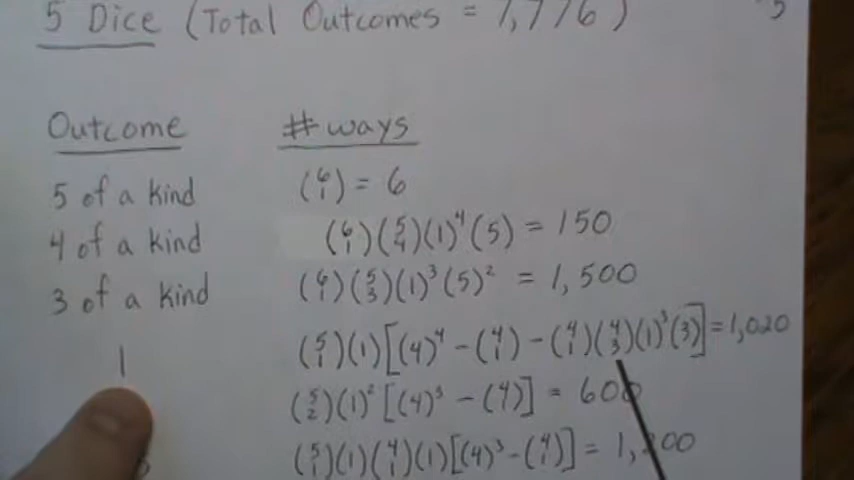 5 Dice (Total Outcomes = 7,776)
Outcome # ways
5 of a kind (6 1) = 6
4 of a kind (6 1)(5 4)(1)^4(5) = 150
3 of a kind (6 1)(5 3)(1)^3(5)^2 = 1,500
1 (5 1)(1)[(4)^4 - (4 1) - (4 1)(4 3)(1)^3(3)] = 1,020
(5 2)(1)^2[(4)^3 - (4 1)] = 600
(5 1)(1)(4 1)(1)[(4)^3 - (4 1)] = 1,200